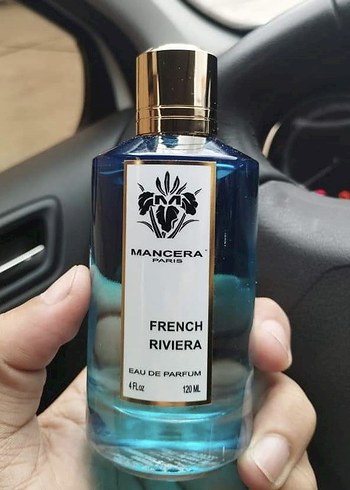 MANCERA
PARIS
FRENCH
RIVIERA
EAU DE PARFUM
4 Fl.oz 120 ML